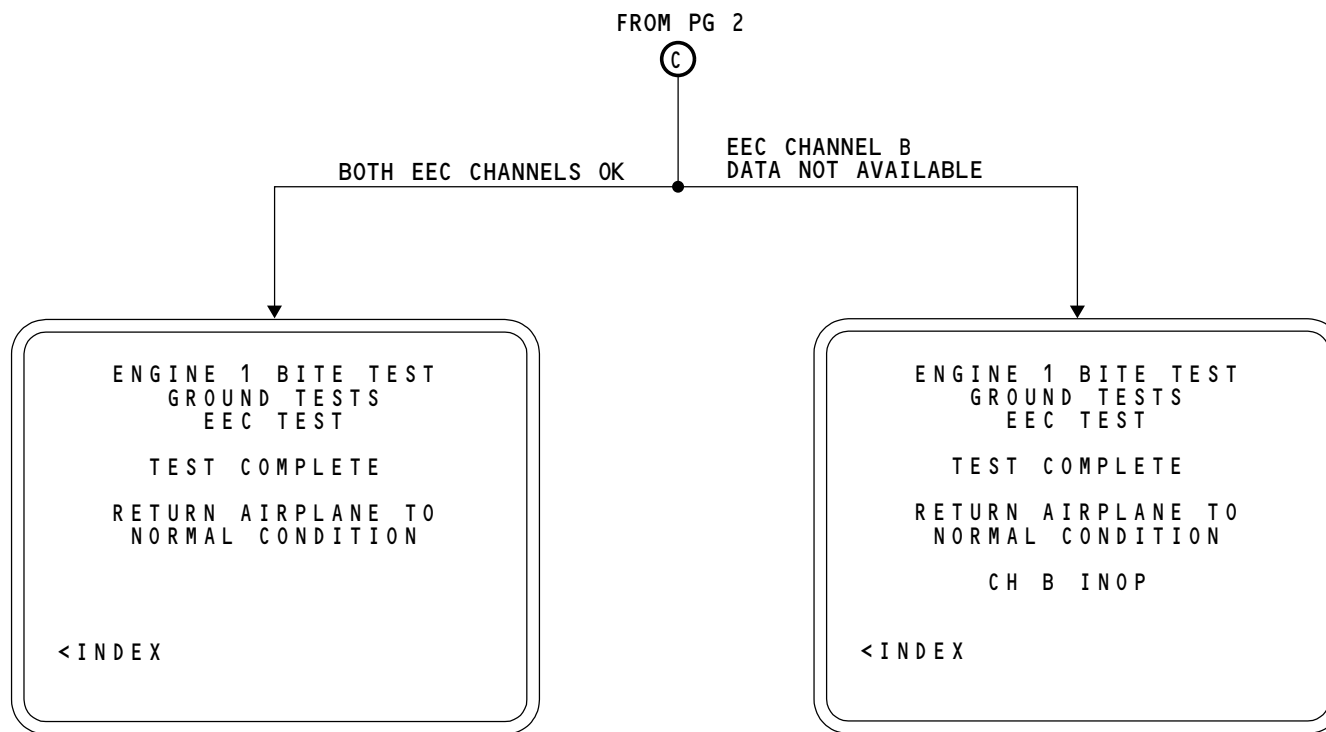 FROM PG 2
C
BOTH EEC CHANNELS OK
EEC CHANNEL B
DATA NOT AVAILABLE
ENGINE 1 BITE TEST
GROUND TESTS
EEC TEST
TEST COMPLETE
RETURN AIRPLANE TO
NORMAL CONDITION
<INDEX
ENGINE 1 BITE TEST
GROUND TESTS
EEC TEST
TEST COMPLETE
RETURN AIRPLANE TO
NORMAL CONDITION
CH B INOP
<INDEX